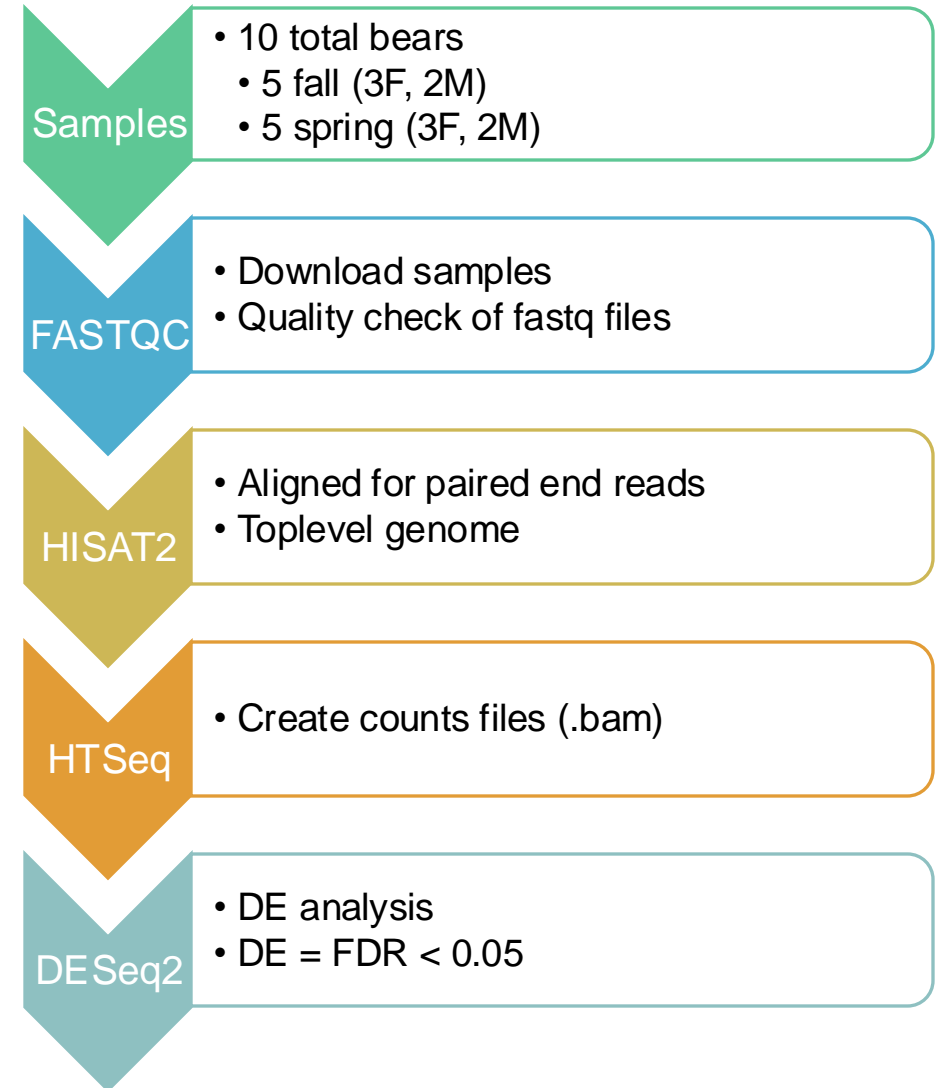 Samples
• 10 total bears
• 5 fall (3F, 2M)
• 5 spring (3F, 2M)
FASTQC
• Download samples
• Quality check of fastq files
HISAT2
• Aligned for paired end reads
• Toplevel genome
HTSeq
• Create counts files (.bam)
DESeq2
• DE analysis
• DE = FDR < 0.05